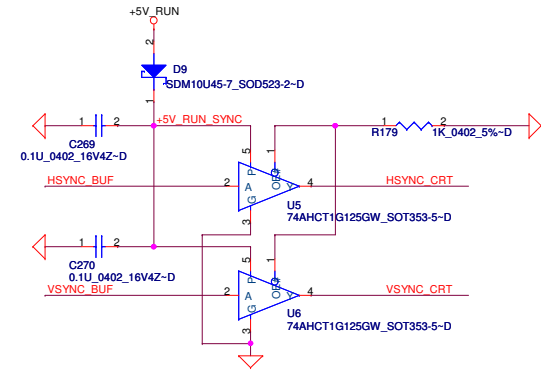 +5V_RUN
2
D9
SDM10U45-7_SOD523-2~D
1
+5V_RUN_SYNC
1 2
C269
0.1U_0402_16V4Z~D
1 2
R179 1K_0402_5%~D
5
1
P
OE#
HSYNC_BUF
2 A Y 4
HSYNC_CRT
G
3
U5
74AHCT1G125GW_SOT353-5~D
1 2
C270
0.1U_0402_16V4Z~D
5
1
P
OE#
VSYNC_BUF
2 A Y 4
VSYNC_CRT
G
3
U6
74AHCT1G125GW_SOT353-5~D